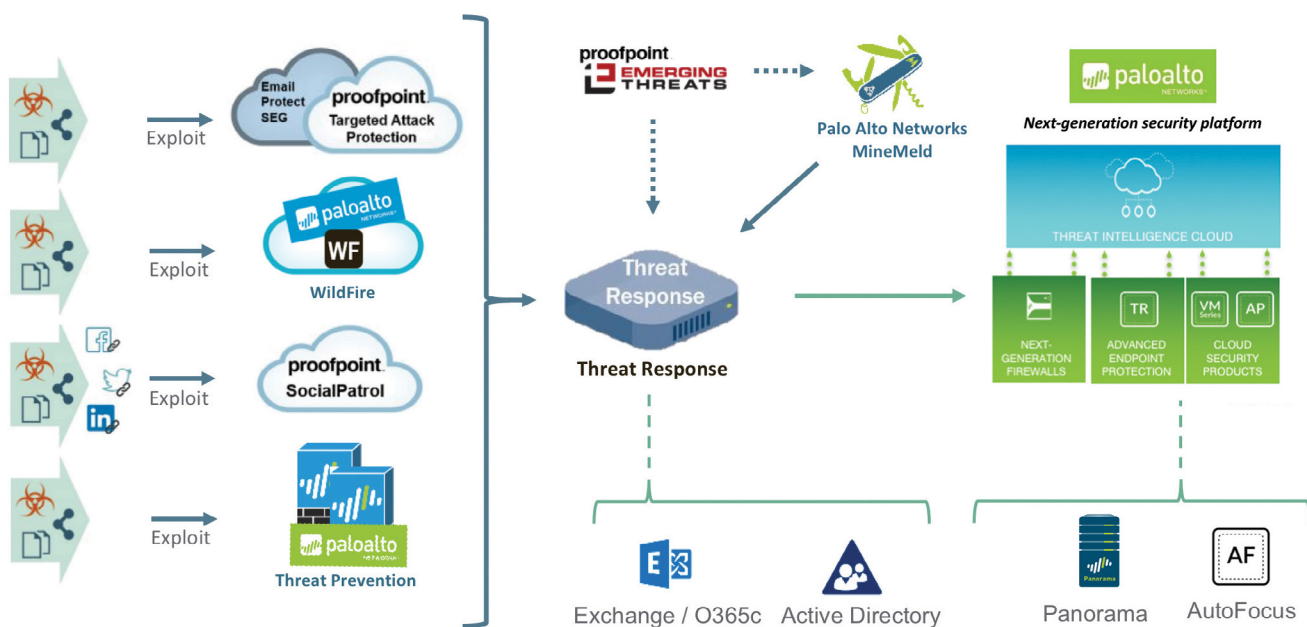 Exploit
Email
Protect
SEG
proofpoint™
Targeted Attack
Protection
Exploit
paloalto
NETWORKS
WF
WildFire
Exploit
proofpoint™
SocialPatrol
Exploit
paloalto
Threat Prevention
proofpoint
EMERGING
THREATS
Palo Alto Networks
MineMeld
Threat
Response
Threat Response
Exchange / O365c
Active Directory
paloalto
NETWORKS
Next-generation security platform
THREAT INTELLIGENCE CLOUD
NEXT-
GENERATION
FIREWALLS
TR
ADVANCED
ENDPOINT
PROTECTION
VM
Series
AP
CLOUD
SECURITY
PRODUCTS
Panorama
Panorama
AF
AutoFocus